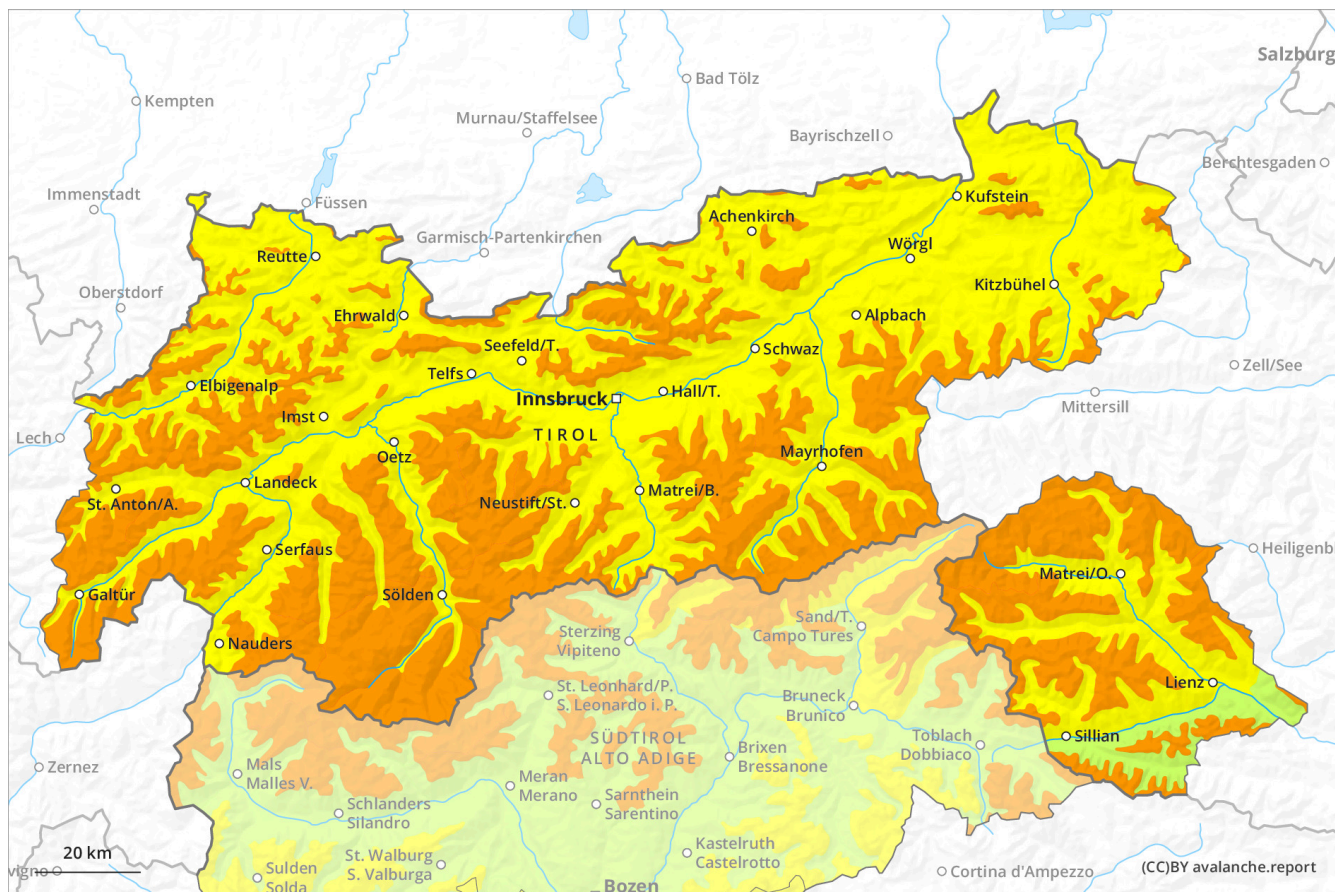 Salzburg
Bad Tölz
Kempten
Murnau/Staffelsee
Bayrischzell
Berchtesgaden
Immenstadt
Füssen
Kufstein
Achenkirch
Garmisch-Partenkirchen
Wörgl
Reutte
Kitzbühel
Oberstdorf
Ehrwald
Alpbach
Seefeld/T.
Schwaz
Telfs
Zell/See
Elbigenalp
Hall/T.
Innsbruck
Mittersill
Imst
Lech
TIROL
Oetz
Mayrhofen
Landeck
Matrei/B.
St. Anton/A.
Neustift/St.
Serfaus
Heiligenb
Matrei/O.
Galtür
Sölden
Sand/T.
Campo Tures
Sterzing
Vipiteno
Nauders
Lienz
St. Leonhard/P.
S. Leonardo i. P.
Bruneck
Brunico
Sillian
SÜDTIROL
ALTO ADIGE
Toblach
Dobbiaco
Brixen
Bressanone
Zernez
Mals
Malles V.
Meran
Merano
Sarnthein
Sarentino
Schlanders
Silandro
Kastelruth
Castelrotto
20 km
vigno
St. Walburg
S. Valburga
Sulden
Solda
Cortina d'Ampezzo
(CC)BY avalanche.report
Bozen